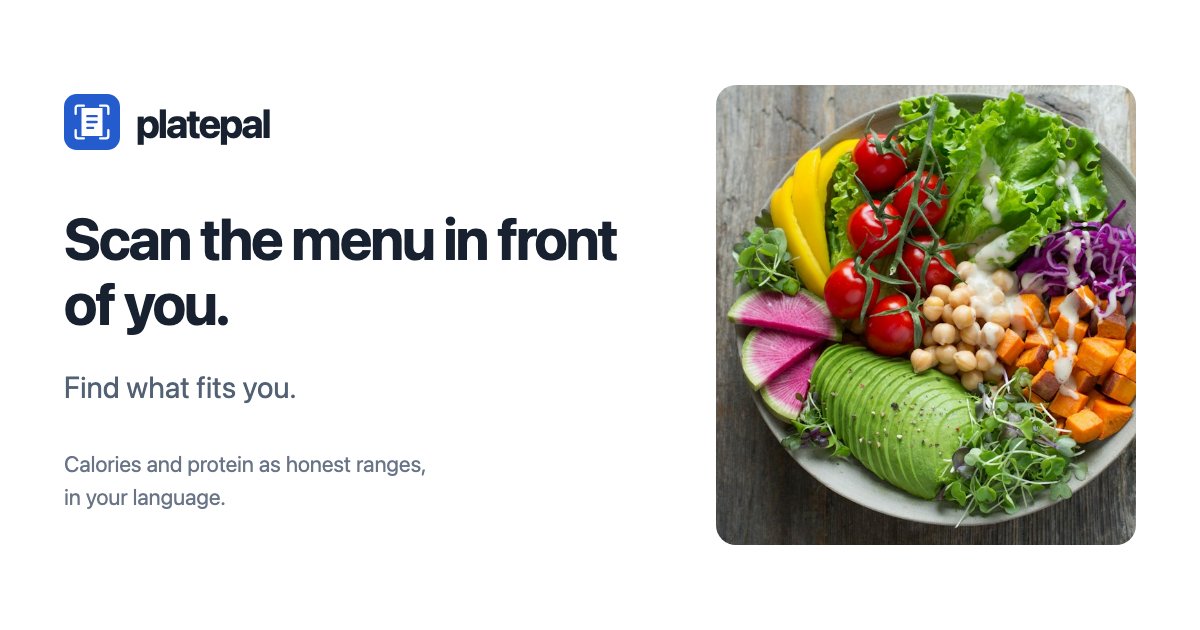 platepal
Scan the menu in front
of you.
Find what fits you.
Calories and protein as honest ranges,
in your language.